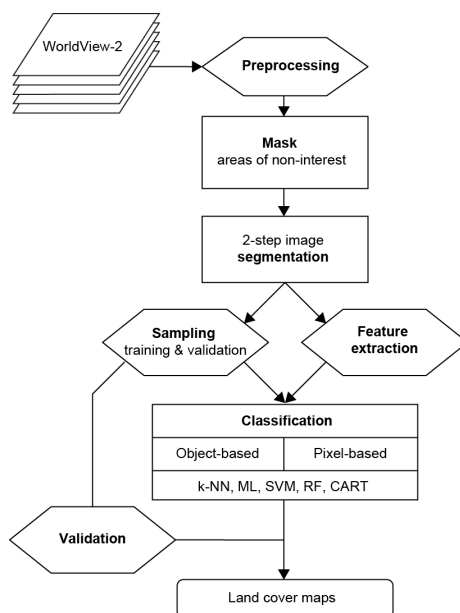 WorldView-2
Preprocessing
Mask
areas of non-interest
2-step image
segmentation
Sampling
training & validation
Feature
extraction
Classification
Object-based
Pixel-based
k-NN, ML, SVM, RF, CART
Validation
Land cover maps